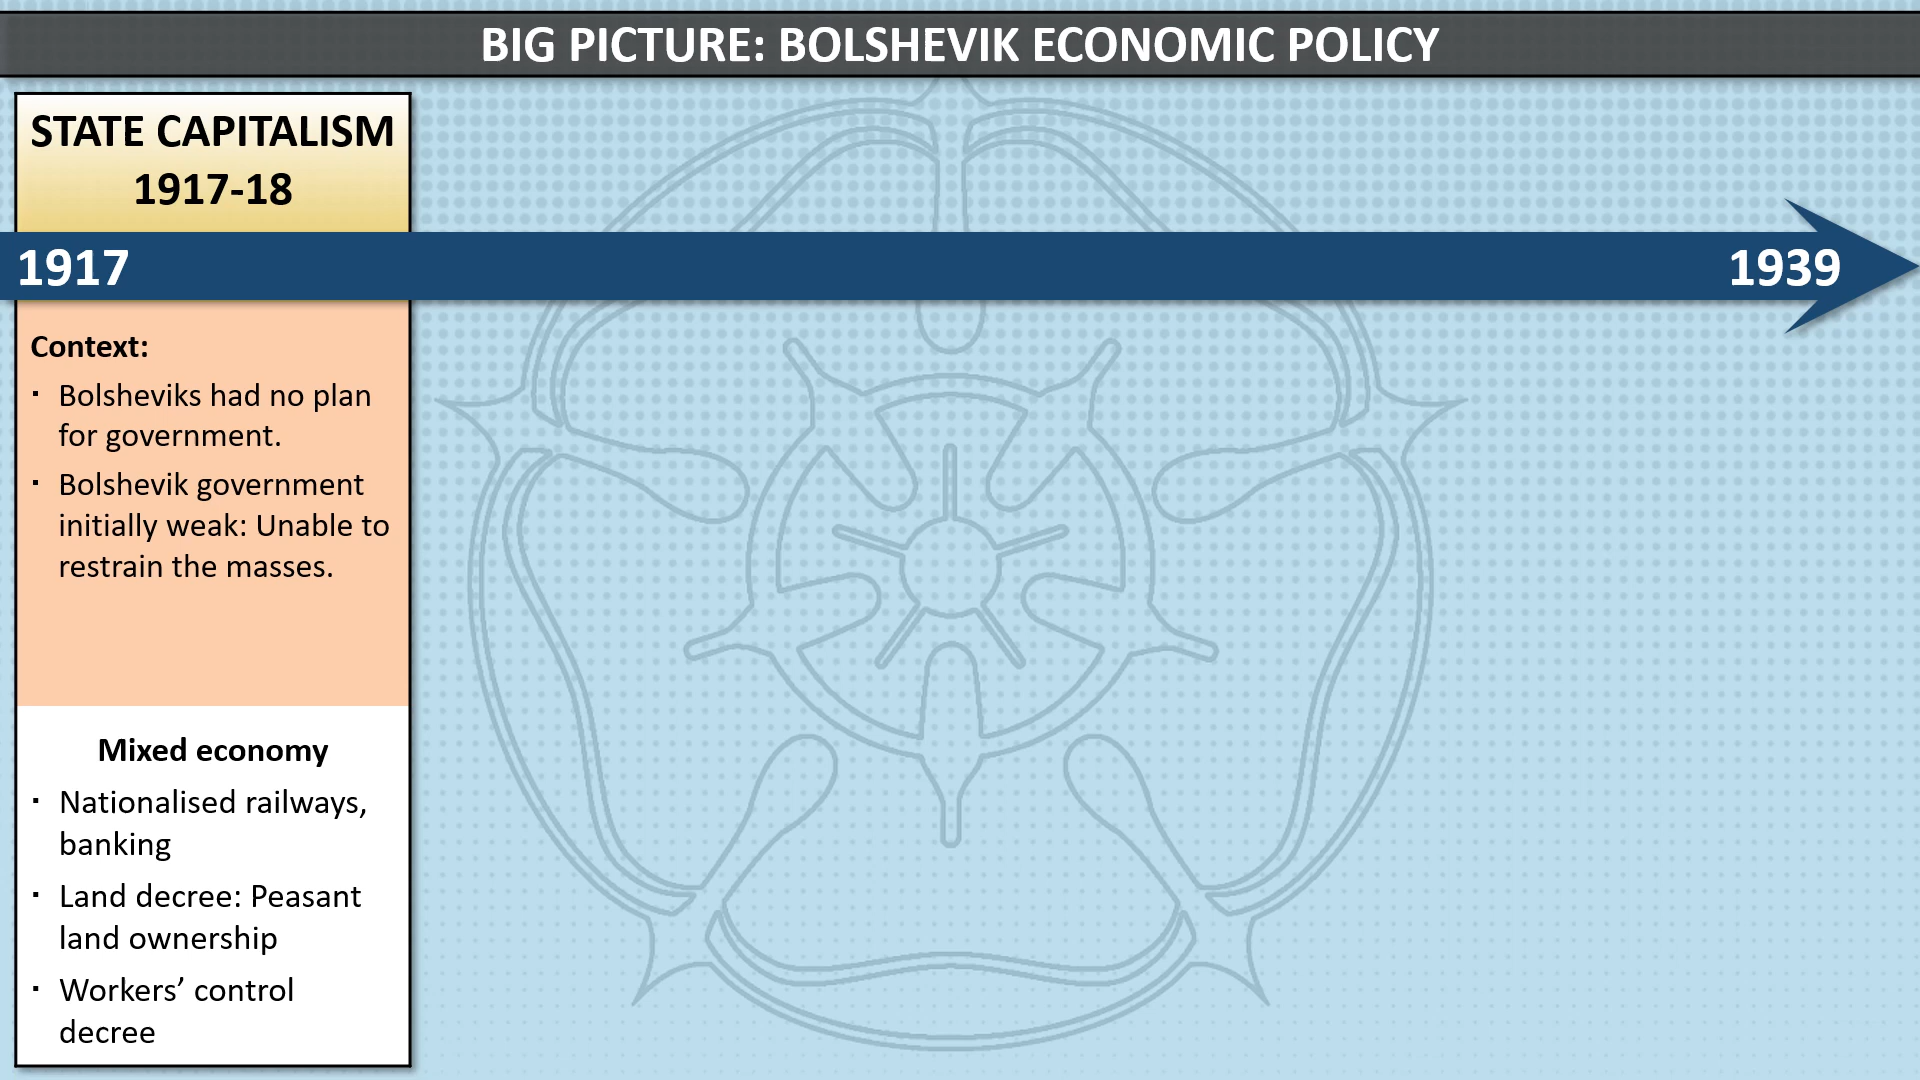 BIG PICTURE: BOLSHEVIK ECONOMIC POLICY
STATE CAPITALISM
1917-18
1917
1939
Context:
· Bolsheviks had no plan
for government.
· Bolshevik government
initially weak: Unable to
restrain the masses.
Mixed economy
· Nationalised railways,
banking
· Land decree: Peasant
land ownership
· Workers’ control
decree